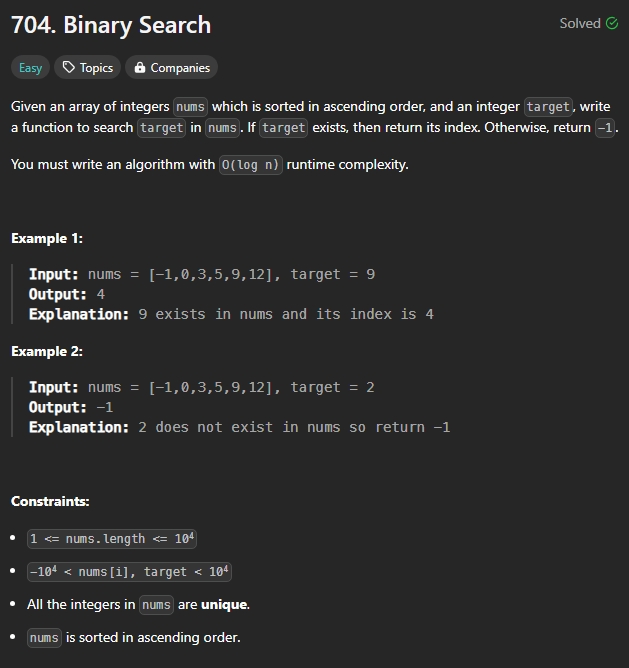 704. Binary Search
Solved
Easy Topics Companies
Given an array of integers nums which is sorted in ascending order, and an integer target, write
a function to search target in nums. If target exists, then return its index. Otherwise, return −1.
You must write an algorithm with O(log n) runtime complexity.
Example 1:
Input: nums = [−1,0,3,5,9,12], target = 9
Output: 4
Explanation: 9 exists in nums and its index is 4
Example 2:
Input: nums = [−1,0,3,5,9,12], target = 2
Output: −1
Explanation: 2 does not exist in nums so return −1
Constraints:
• 1 <= nums.length <= 10⁴
• −10⁴ < nums[i], target < 10⁴
• All the integers in nums are unique.
• nums is sorted in ascending order.